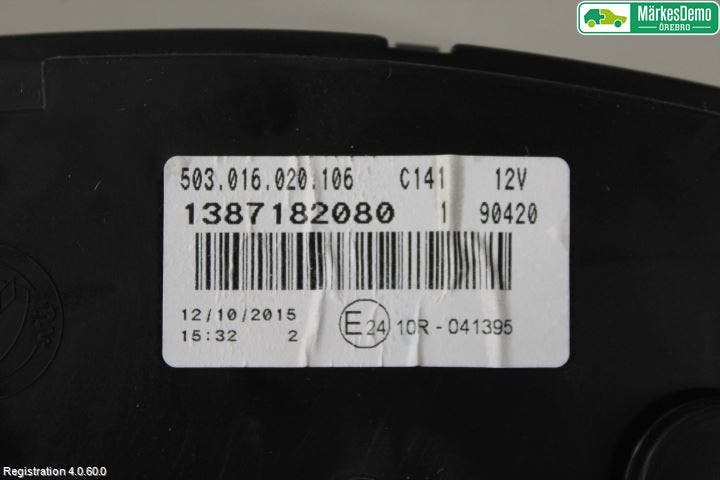 MärkesDemo
ÖREBRO
503.016.020.106 C141 12V
1387182080 1 90420
12/10/2015
15:32 2
E24 10R - 041395
Registration 4.0.60.0